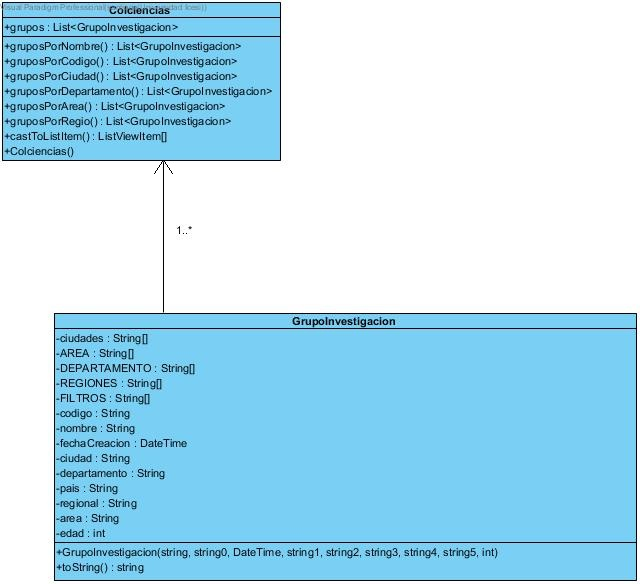 Visual Paradigm Professional
Colciencias
+grupos : List<GrupoInvestigacion>
+gruposPorNombre() : List<GrupoInvestigacion>
+gruposPorCodigo() : List<GrupoInvestigacion>
+gruposPorCiudad() : List<GrupoInvestigacion>
+gruposPorDepartamento() : List<GrupoInvestigacion>
+gruposPorArea() : List<GrupoInvestigacion>
+gruposPorRegio() : List<GrupoInvestigacion>
+castToListItem() : ListViewItem[]
+Colciencias()
1..*
GrupoInvestigacion
-ciudades : String[]
-AREA : String[]
-DEPARTAMENTO : String[]
-REGIONES : String[]
-FILTROS : String[]
-codigo : String
-nombre : String
-fechaCreacion : DateTime
-ciudad : String
-departamento : String
-pais : String
-regional : String
-area : String
-edad : int
+GrupoInvestigacion(string, string0, DateTime, string1, string2, string3, string4, string5, int)
+toString() : string